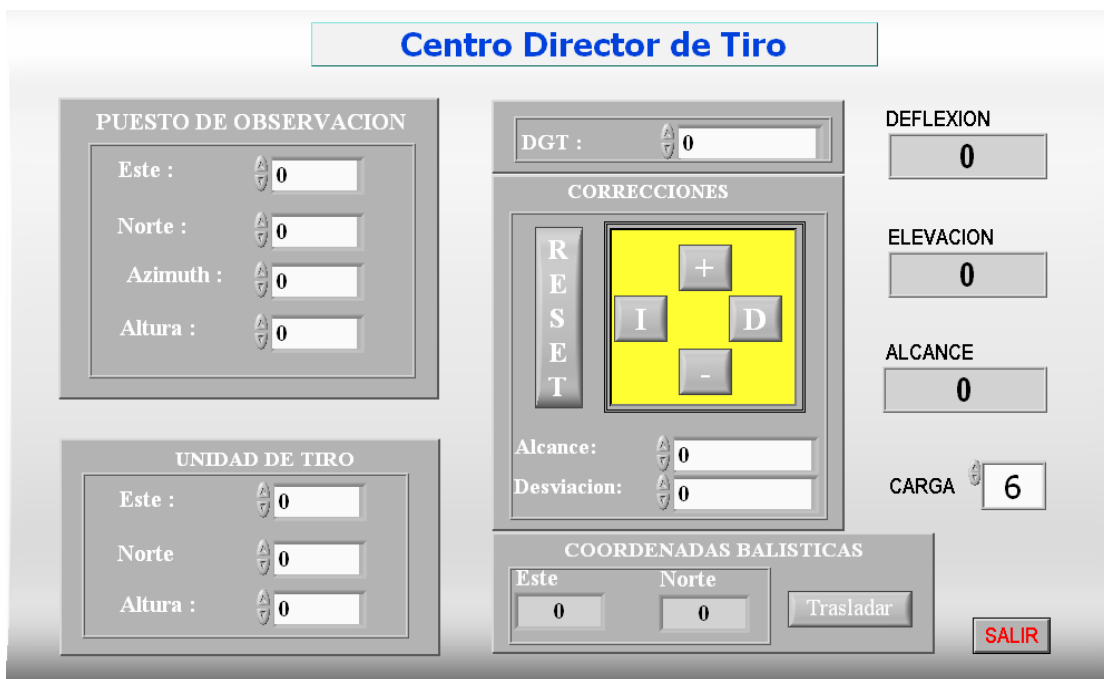 Centro Director de Tiro
PUESTO DE OBSERVACION
Este : 0
Norte : 0
Azimuth : 0
Altura : 0
UNIDAD DE TIRO
Este : 0
Norte 0
Altura : 0
DGT : 0
CORRECCIONES
R
E
S
E
T
+
I D
-
Alcance: 0
Desviacion: 0
COORDENADAS BALISTICAS
Este Norte
0 0
Trasladar
DEFLEXION
0
ELEVACION
0
ALCANCE
0
CARGA 6
SALIR